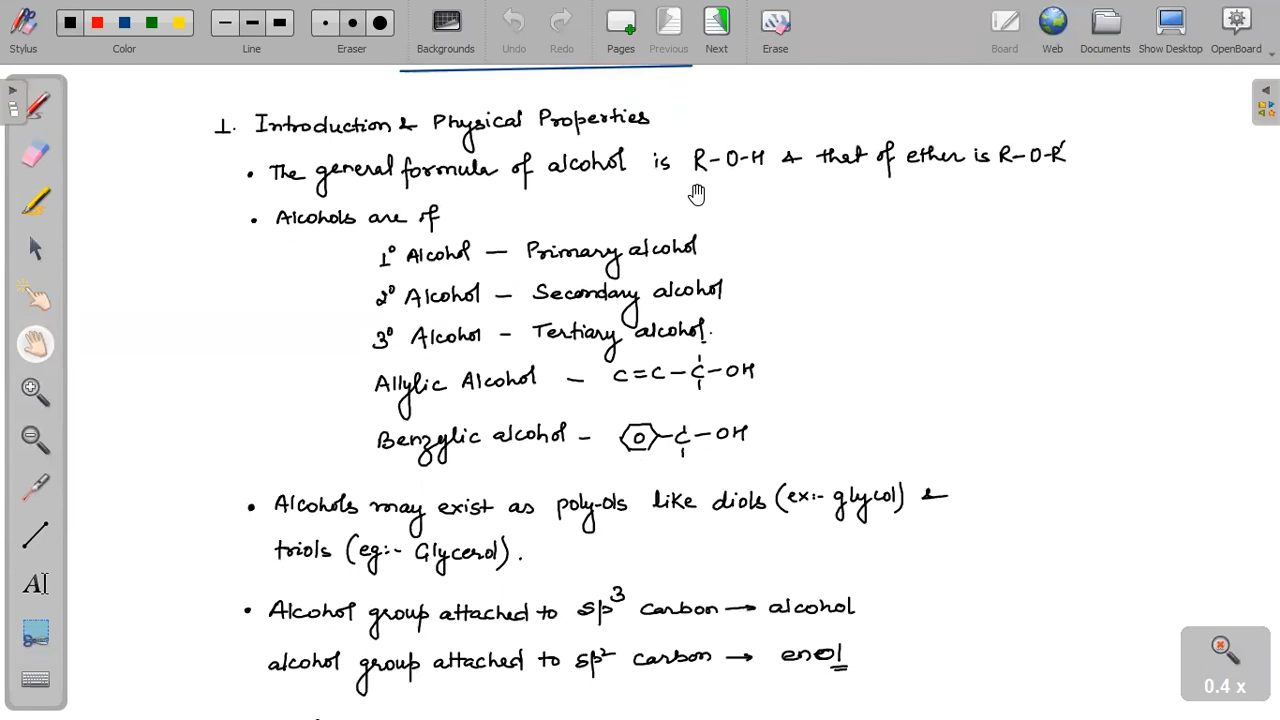 Stylus
Color
Line
Eraser
Backgrounds
Undo
Redo
Pages
Previous
Next
Erase
Board
Web
Documents
Show Desktop
OpenBoard
1. Introduction & Physical Properties
• The general formula of alcohol is R-O-H & that of ether is R-O-R'
• Alcohols are of
1° Alcohol — Primary alcohol
2° Alcohol — Secondary alcohol
3° Alcohol - Tertiary alcohol.
Allylic Alcohol — C=C-C-OH
Benzylic alcohol - C-OH
• Alcohols may exist as poly-ols like diols (ex:- glycol) &
triols (eg:- Glycerol).
• Alcohol group attached to sp³ carbon → alcohol
alcohol group attached to sp² carbon → enol
0.4 x